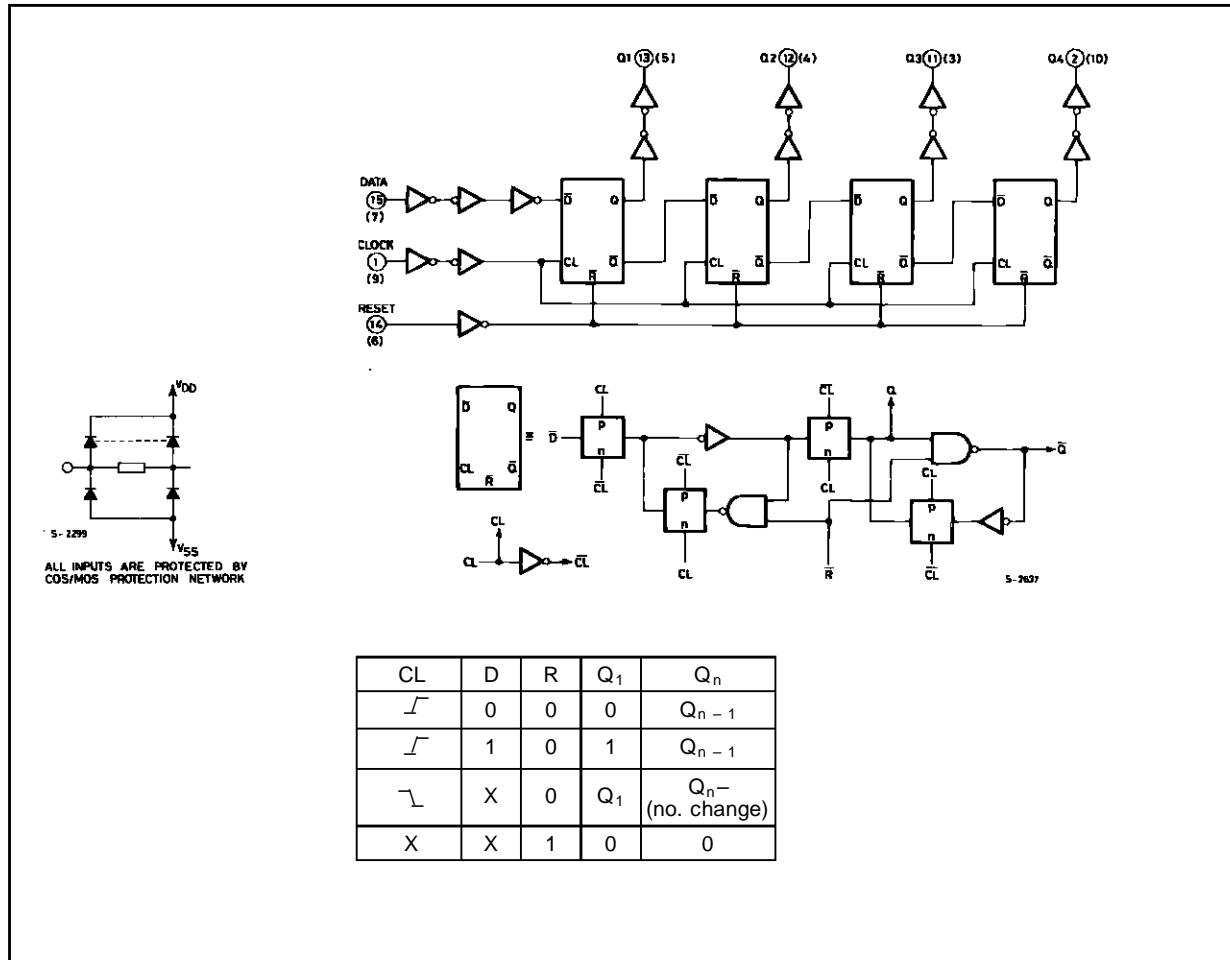 Q1 13 (5) Q2 12 (4) Q3 11 (3) Q4 2 (10)
DATA
15
(7)
D̅ Q D̅ Q D̅ Q D̅ Q
CLOCK
1
(9)
CL Q̅ CL Q̅ CL Q̅ CL Q̅
R̅ R̅ R̅ R̅
RESET
14
(6)
VDD
VSS
S-2299
ALL INPUTS ARE PROTECTED BY
COS/MOS PROTECTION NETWORK
D̅ Q
CL Q̅
R̅
=
CL C̅L̅ Q
D̅ p p Q̅
n n
C̅L̅ C̅L̅ CL CL
p p
n n
CL R̅ C̅L̅
CL
CL C̅L̅
S-2637
CL D R Q1 Qn
0 0 0 Qn – 1
1 0 1 Qn – 1
X 0 Q1 Qn–
(no. change)
X X 1 0 0